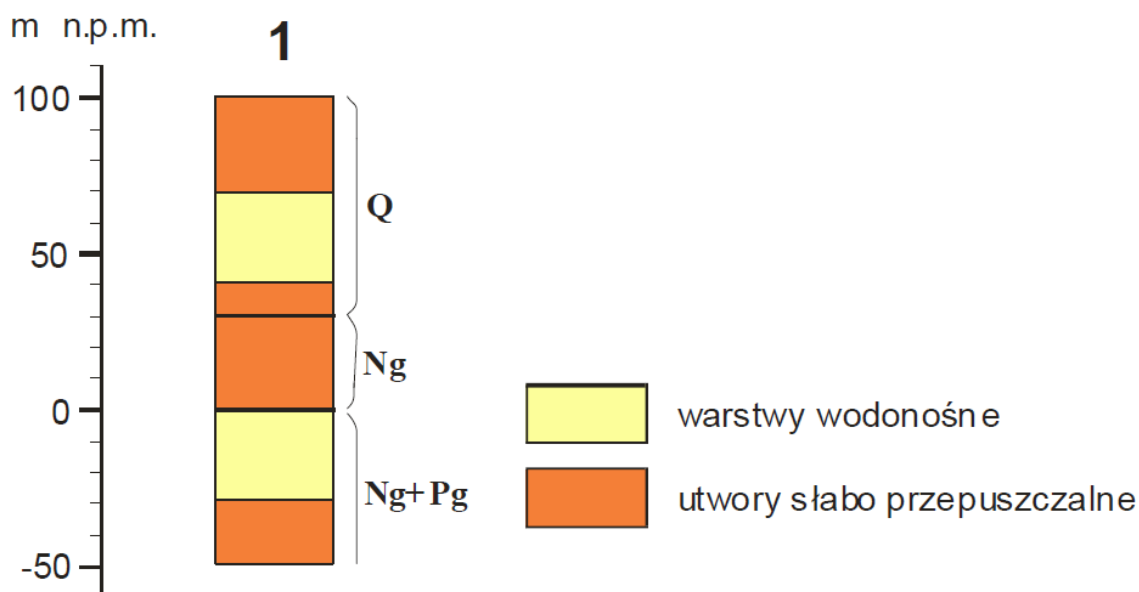 m n.p.m.
1
100
Q
50
Ng
0
warstwy wodonośne
Ng+Pg
utwory słabo przepuszczalne
-50